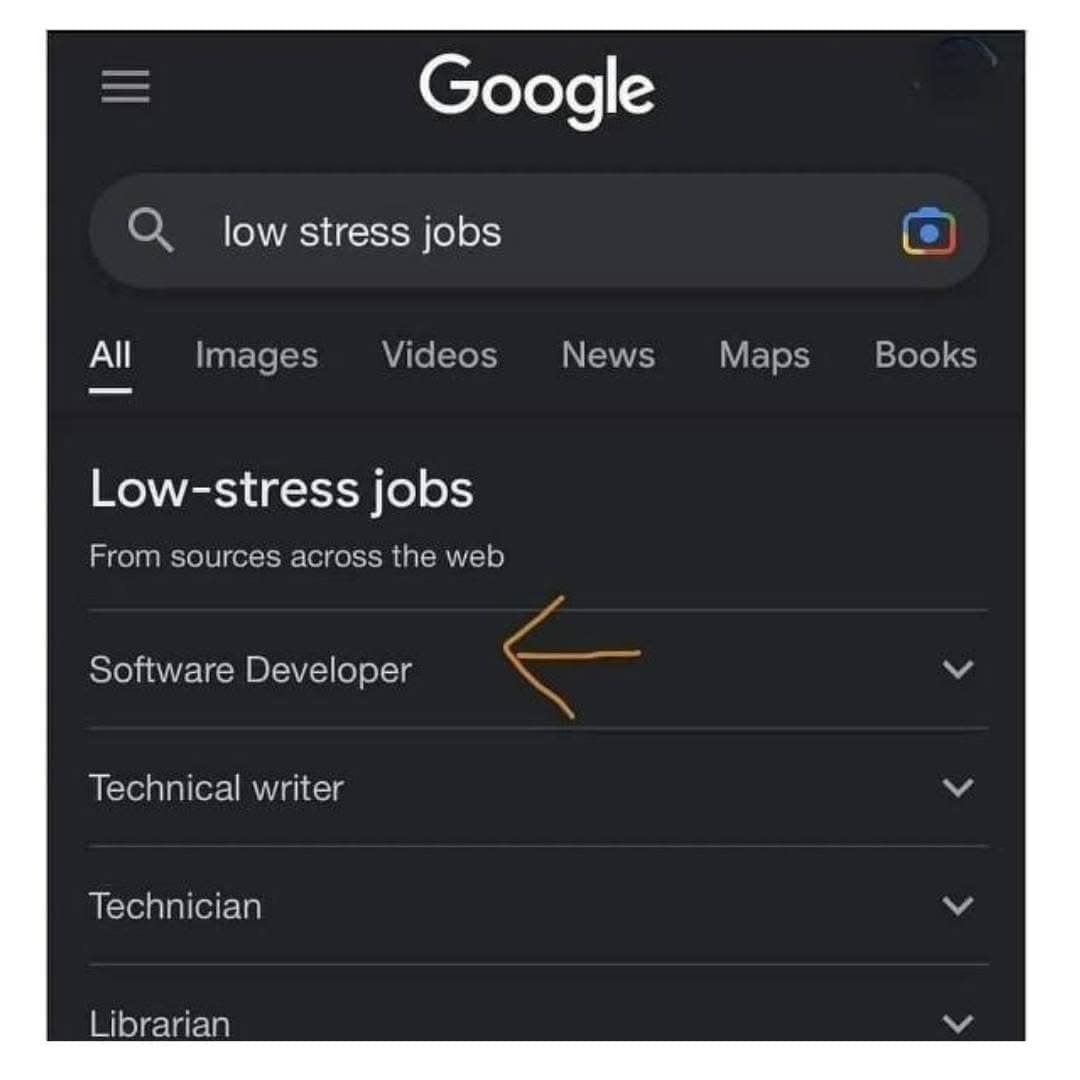 Google
low stress jobs
All Images Videos News Maps Books
Low-stress jobs
From sources across the web
Software Developer
Technical writer
Technician
Librarian